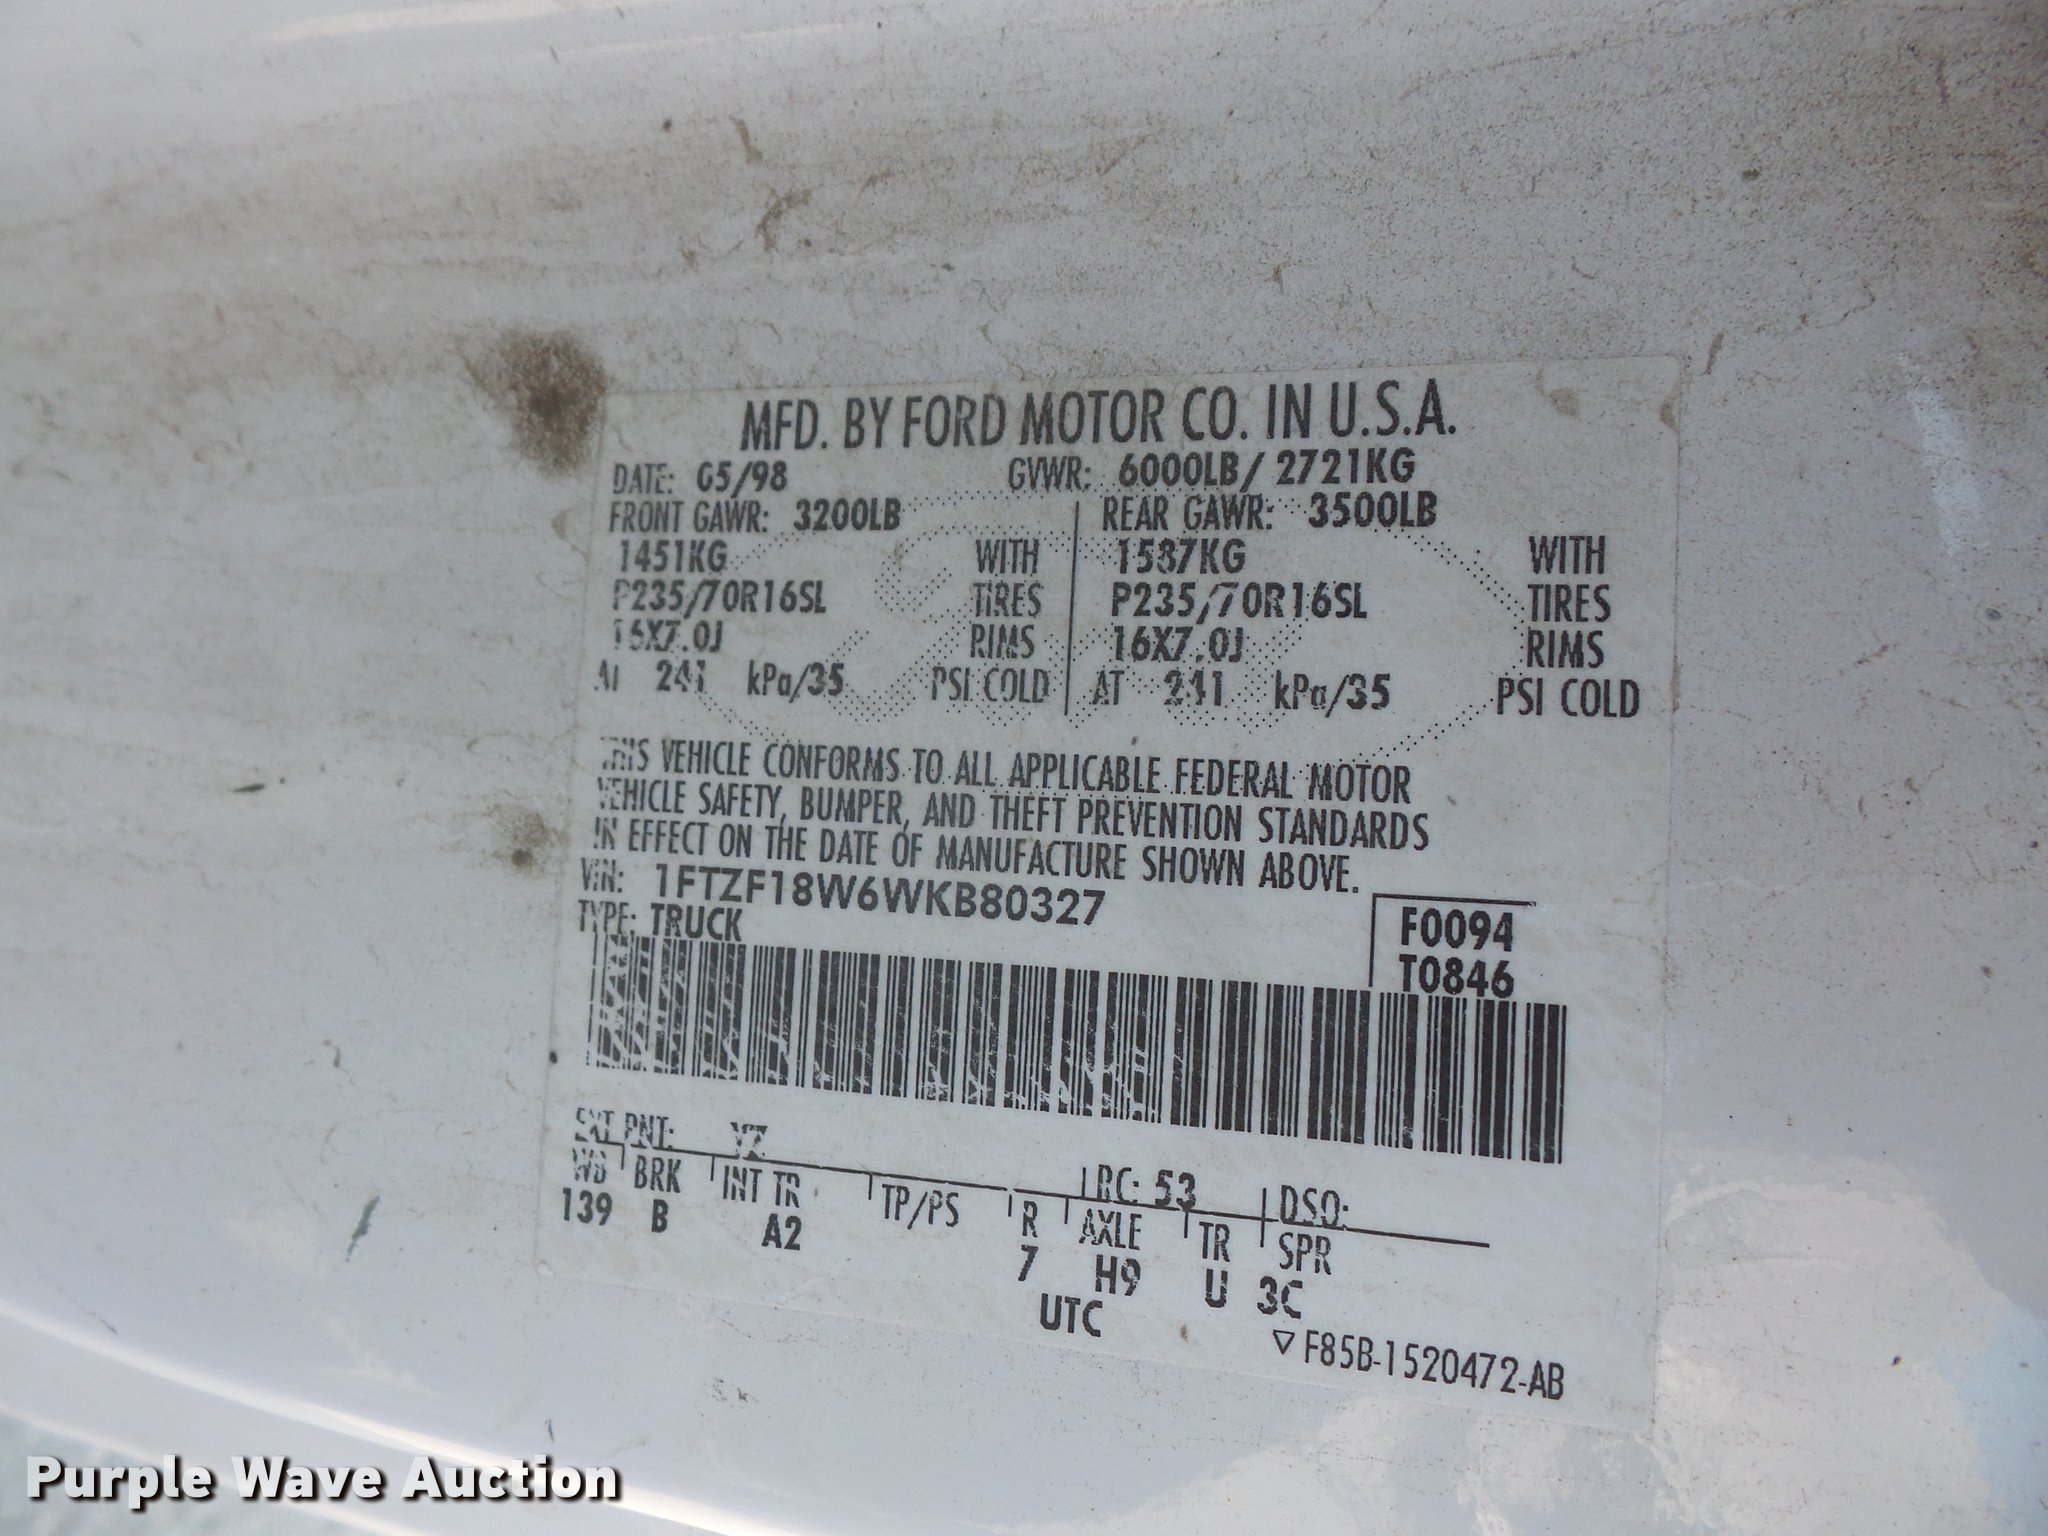 MFD. BY FORD MOTOR CO. IN U.S.A.
DATE: 05/98 GVWR: 6000LB/ 2721KG
FRONT GAWR: 3200LB REAR GAWR: 3500LB
1451KG WITH 1587KG WITH
P235/70R16SL TIRES P235/70R16SL TIRES
16X7.0J RIMS 16X7.0J RIMS
AT 241 kPa/35 PSI COLD AT 241 kPa/35 PSI COLD
THIS VEHICLE CONFORMS TO ALL APPLICABLE FEDERAL MOTOR
VEHICLE SAFETY, BUMPER, AND THEFT PREVENTION STANDARDS
IN EFFECT ON THE DATE OF MANUFACTURE SHOWN ABOVE.
VIN: 1FTZF18W6WKB80327
TYPE: TRUCK
F0094
T0846
EXT PNT: YZ RC: 53 DSO:
WB BRK INT TR TP/PS R AXLE TR SPR
139 B A2 7 H9 U 3C
UTC
▽ F85B-1520472-AB
Purple Wave Auction